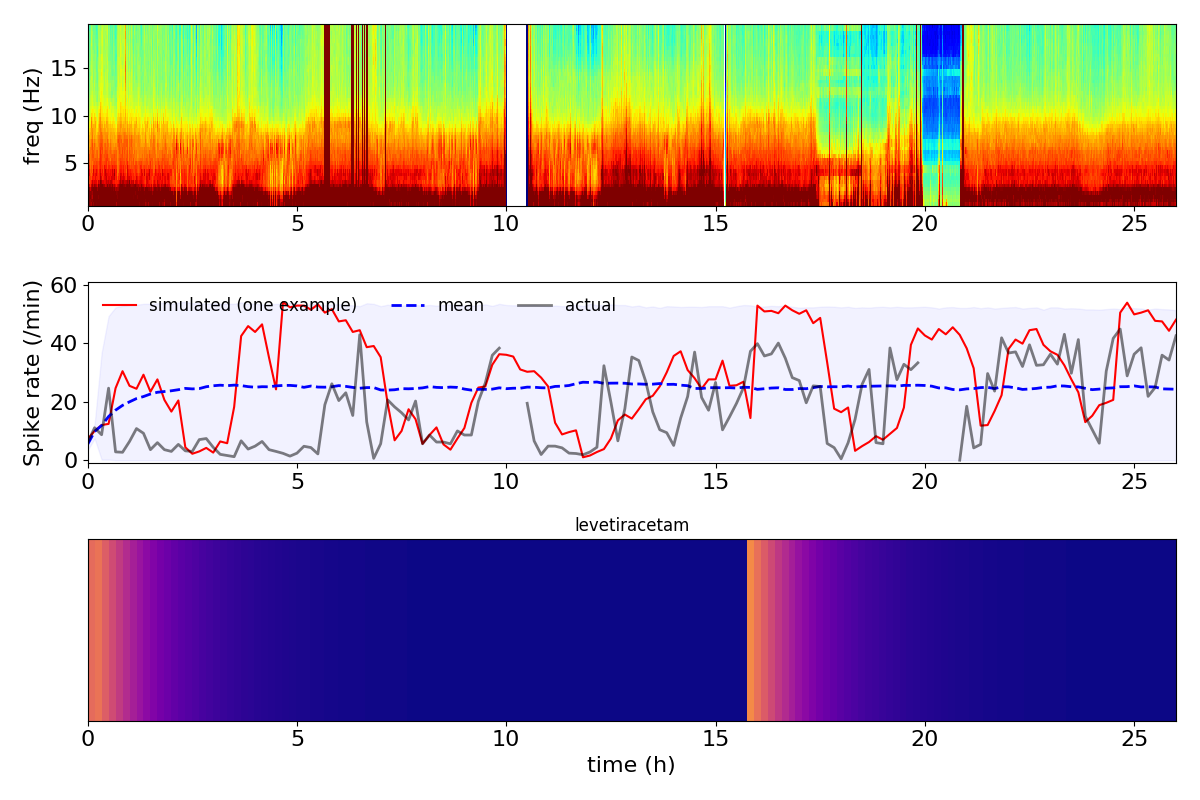 freq (Hz)
15
10
5
0 5 10 15 20 25
Spike rate (/min)
60
40
20
0
simulated (one example) mean actual
0 5 10 15 20 25
levetiracetam
0 5 10 15 20 25
time (h)